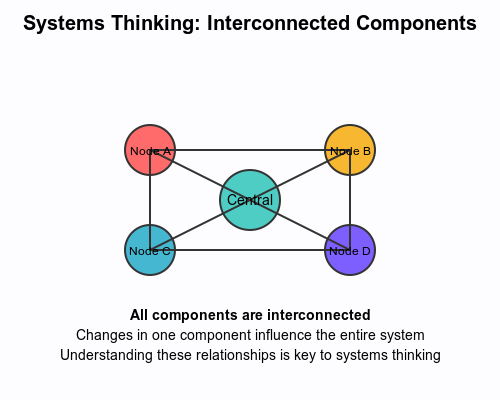 Systems Thinking: Interconnected Components
Node A
Node B
Central
Node C
Node D
All components are interconnected
Changes in one component influence the entire system
Understanding these relationships is key to systems thinking